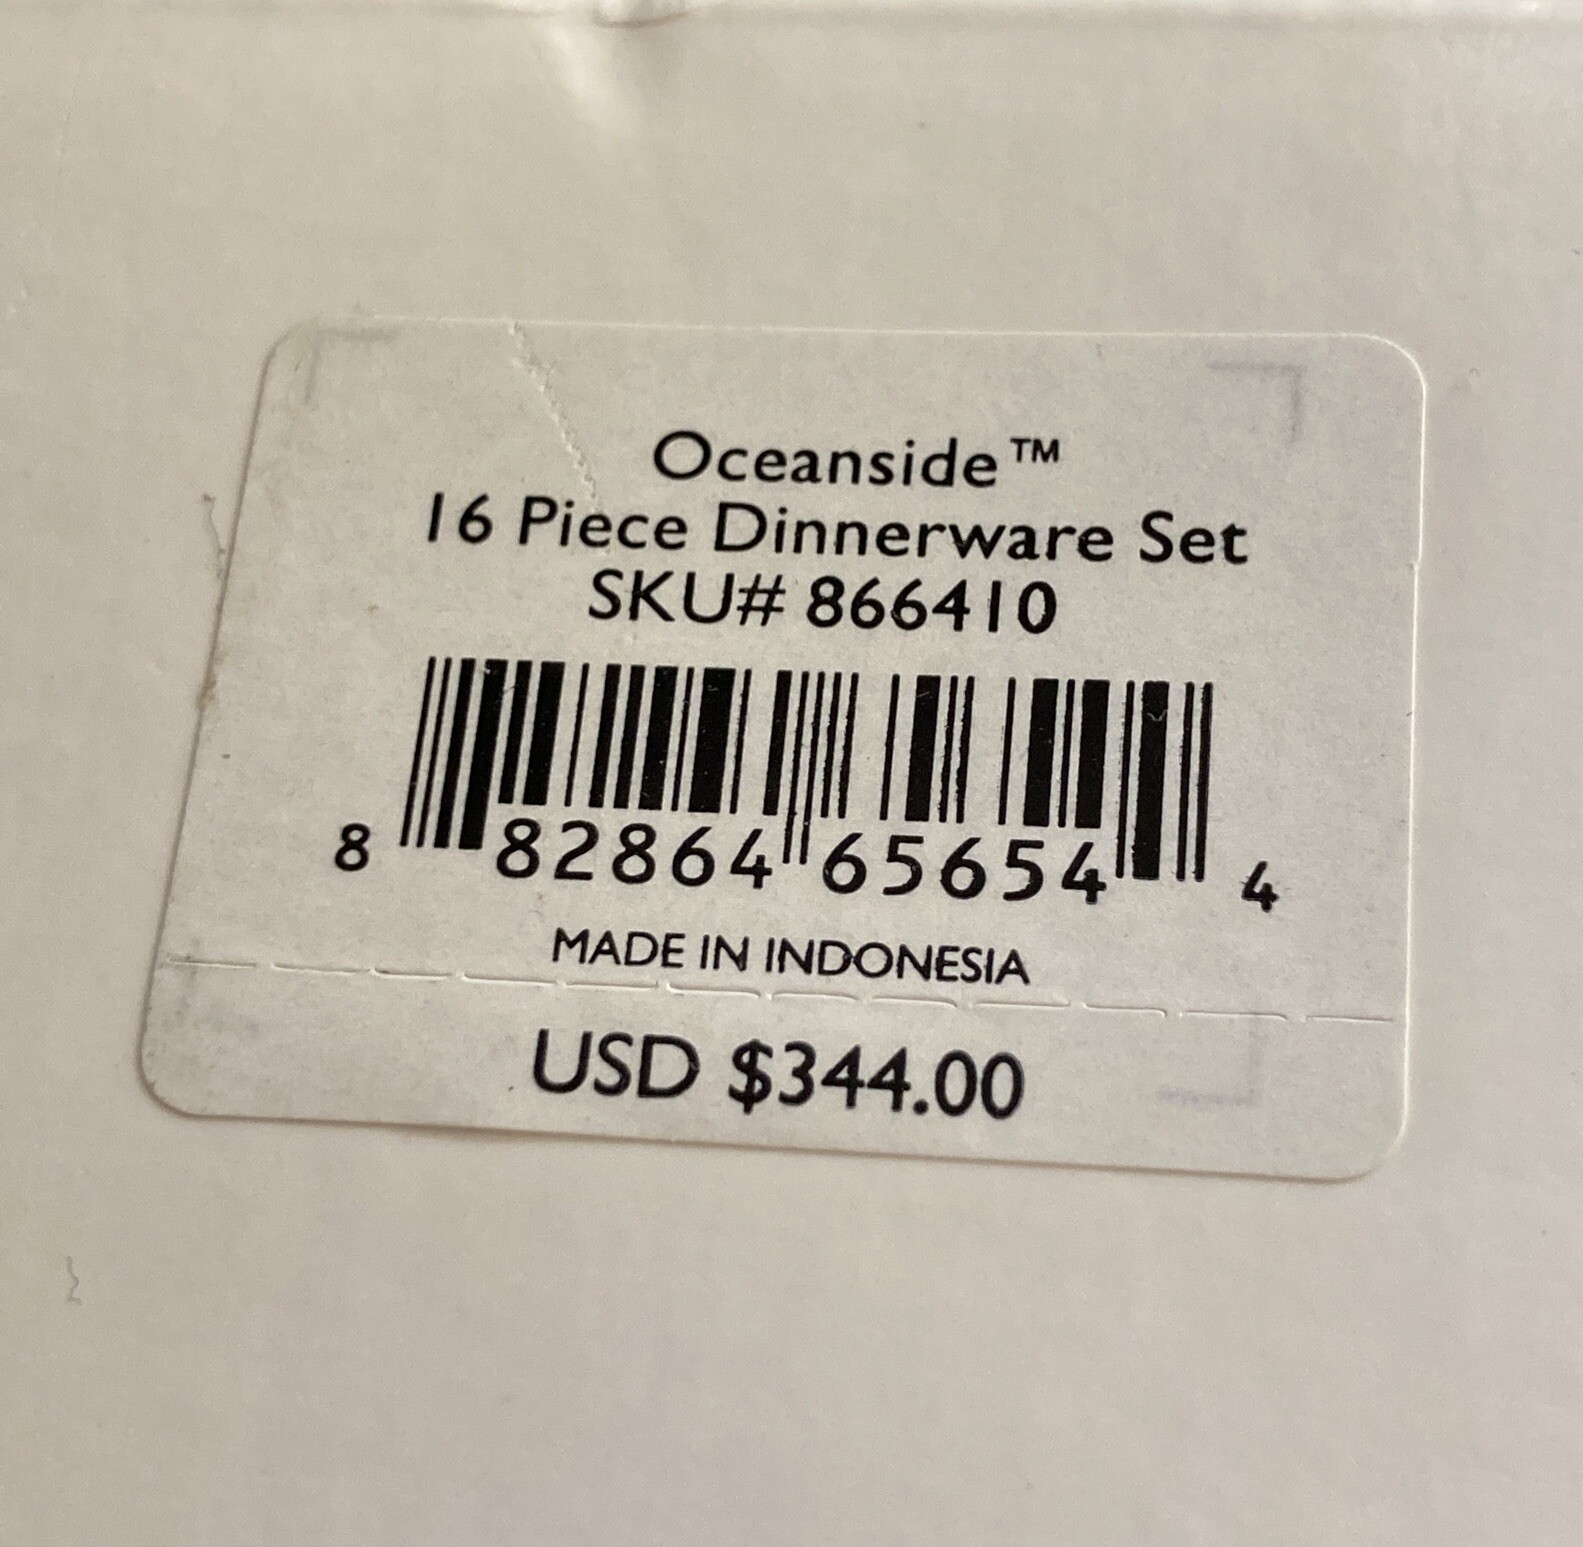 Oceanside™
16 Piece Dinnerware Set
SKU# 866410
8 82864 65654 4
MADE IN INDONESIA
USD $344.00